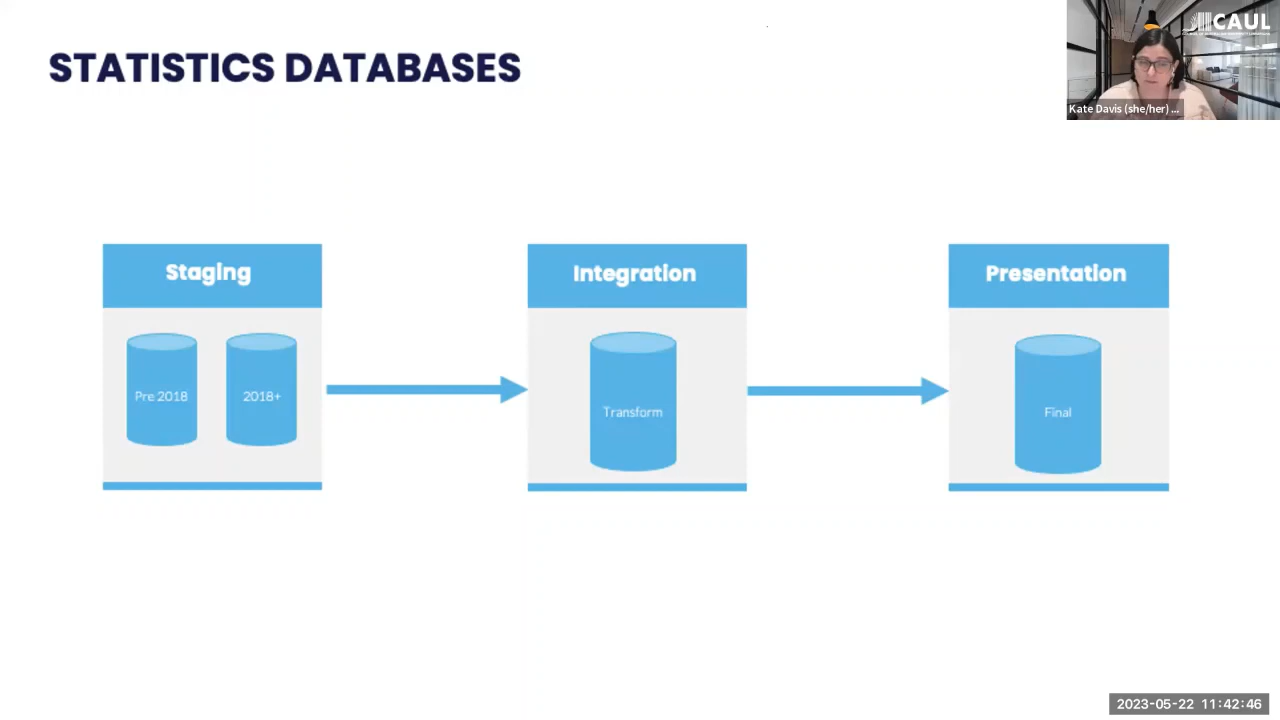 STATISTICS DATABASES
CAUL
Kate Davis (she/her) ...
Staging
Pre 2018
2018+
Integration
Transform
Presentation
Final
2023-05-22 11:42:46